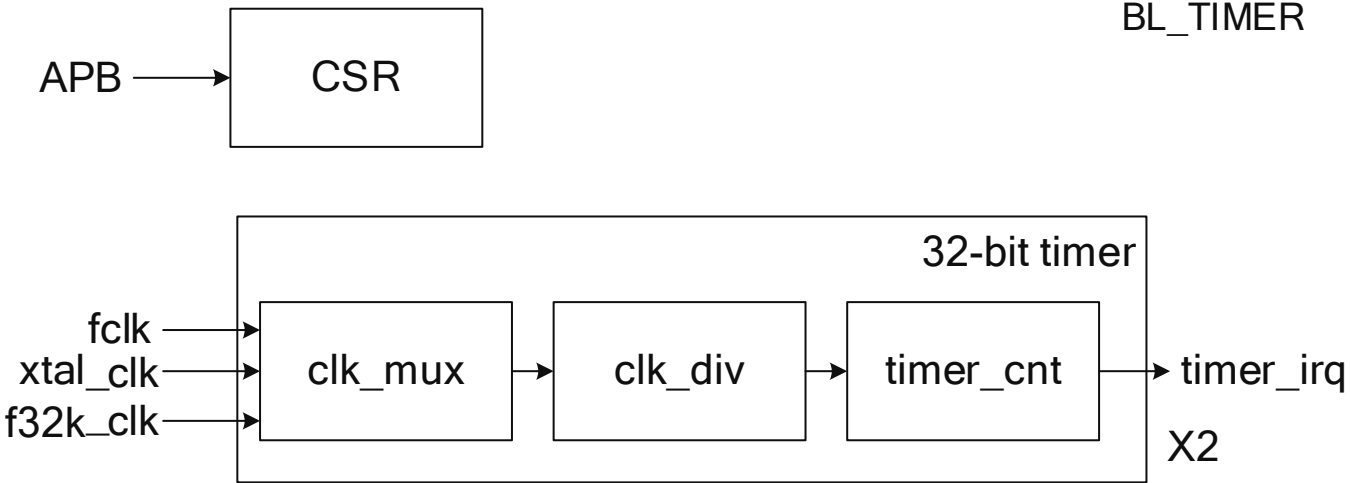 BL_TIMER
APB
CSR
32-bit timer
fclk
xtal_clk
f32k_clk
clk_mux
clk_div
timer_cnt
timer_irq
X2